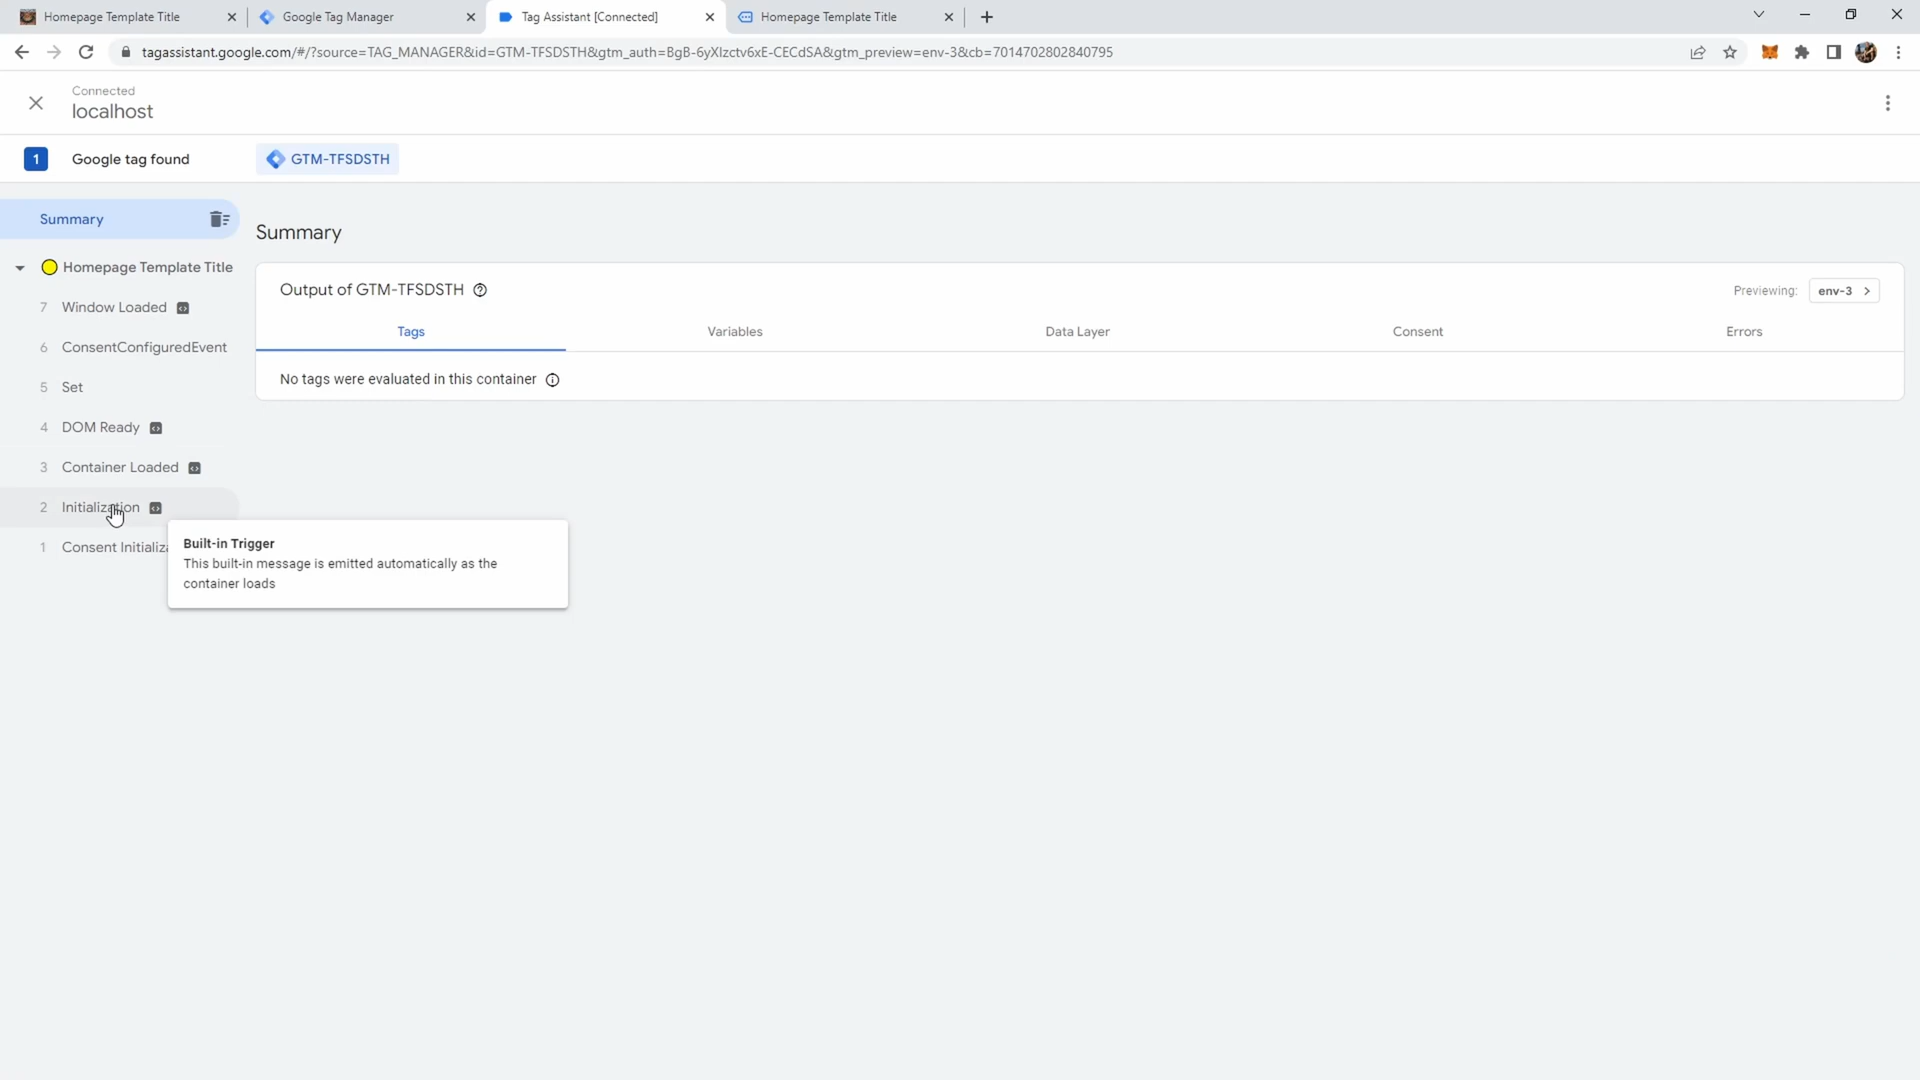 Homepage Template Title
Google Tag Manager
Tag Assistant [Connected]
Homepage Template Title
tagassistant.google.com/#/?source=TAG_MANAGER&id=GTM-TFSDSTH&gtm_auth=BgB-6yXIzctv6xE-CECdSA&gtm_preview=env-3&cb=7014702802840795
Connected
localhost
1 Google tag found GTM-TFSDSTH
Summary
Homepage Template Title
7 Window Loaded
6 ConsentConfiguredEvent
5 Set
4 DOM Ready
3 Container Loaded
2 Initialization
1 Consent Initializa
Built-in Trigger
This built-in message is emitted automatically as the
container loads
Summary
Output of GTM-TFSDSTH
Previewing: env-3
Tags Variables Data Layer Consent Errors
No tags were evaluated in this container